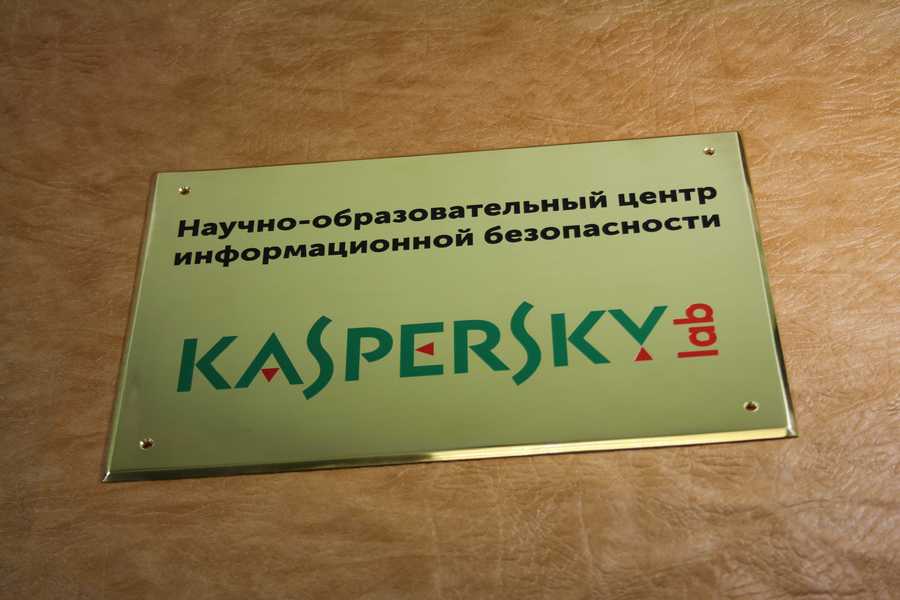 Научно-образовательный центр
информационной безопасности
KASPERSKY lab